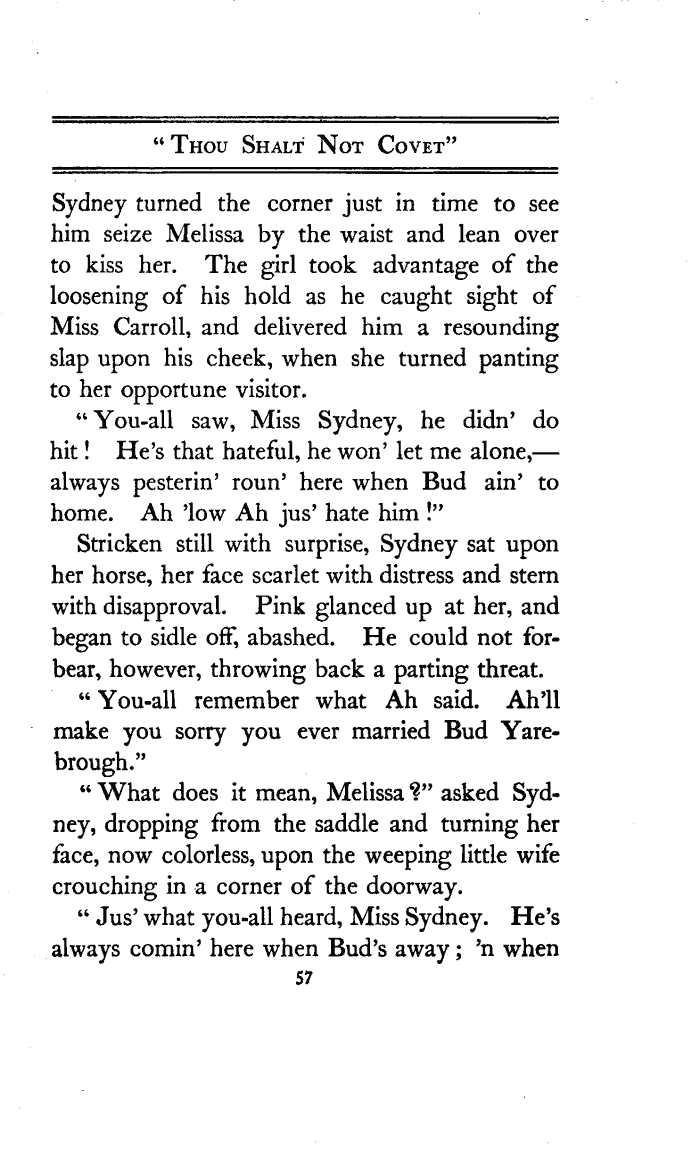 “ Thou Shalt Not Covet”
Sydney turned the corner just in time to see
him seize Melissa by the waist and lean over
to kiss her. The girl took advantage of the
loosening of his hold as he caught sight of
Miss Carroll, and delivered him a resounding
slap upon his cheek, when she turned panting
to her opportune visitor.
“ You-all saw, Miss Sydney, he didn’ do
hit ! He’s that hateful, he won’ let me alone,—
always pesterin’ roun’ here when Bud ain’ to
home. Ah ’low Ah jus’ hate him !”
Stricken still with surprise, Sydney sat upon
her horse, her face scarlet with distress and stern
with disapproval. Pink glanced up at her, and
began to sidle off, abashed. He could not for-
bear, however, throwing back a parting threat.
“ You-all remember what Ah said. Ah’ll
make you sorry you ever married Bud Yare-
brough.”
“ What does it mean, Melissa ?” asked Syd-
ney, dropping from the saddle and turning her
face, now colorless, upon the weeping little wife
crouching in a corner of the doorway.
“ Jus’ what you-all heard, Miss Sydney. He’s
always comin’ here when Bud’s away ; ’n when
57